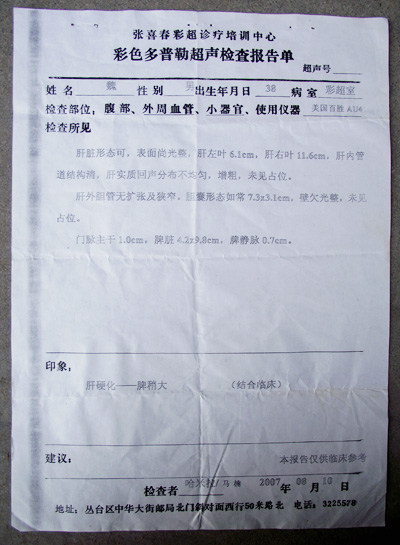 张喜春彩超诊疗培训中心
彩色多普勒超声检查报告单
超声号
姓 名 魏 性 别 男 出生年月日 38 病 室 彩超室
检查部位：腹部、外周血管、小器官、使用仪器 美国百胜 AU4
检查所见
肝脏形态可，表面尚光整，肝左叶 6.1cm，肝右叶 11.6cm，肝内管
道结构清，肝实质回声分布不均匀，增粗，未见占位。
肝外胆管无扩张及狭窄，胆囊形态如常 7.3x3.1cm，壁欠光整，未见
占位。
门脉主干 1.0cm，脾脏 4.2x9.8cm，脾静脉 0.7cm。
印象：
肝硬化——脾稍大 （结合临床）
建议： 本报告仅供临床参考
检查者 哈米拉/马楠 2007 年 08 月 10 日
地址：丛台区中华大街邮局北门斜对面西行50米路北 电话：322557